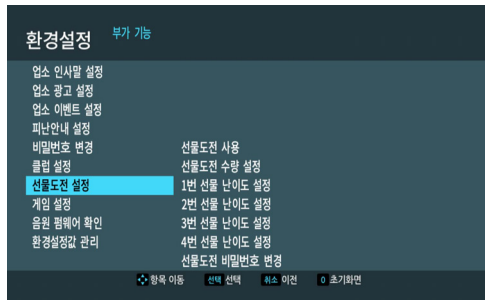 환경설정 부가 기능
업소 인사말 설정
업소 광고 설정
업소 이벤트 설정
피난안내 설정
비밀번호 변경
클럽 설정
선물도전 설정
게임 설정
음원 펌웨어 확인
환경설정값 관리
선물도전 사용
선물도전 수량 설정
1번 선물 난이도 설정
2번 선물 난이도 설정
3번 선물 난이도 설정
4번 선물 난이도 설정
선물도전 비밀번호 변경
항목 이동 선택 선택 취소 이전 0 초기화면